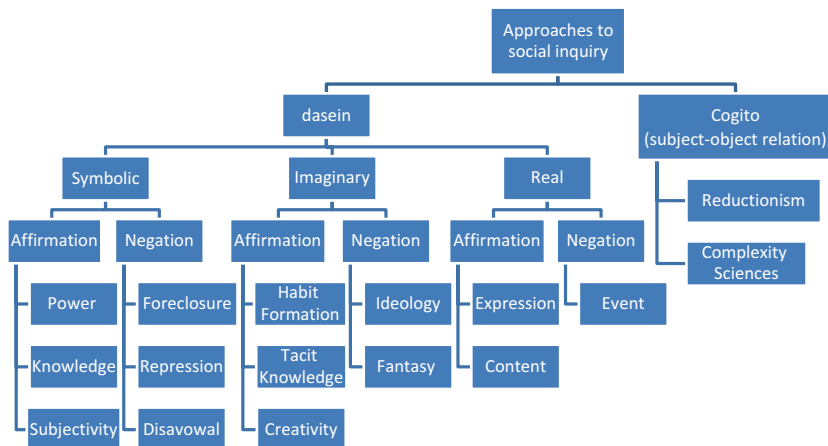 Approaches to
social inquiry
dasein
Cogito
(subject-object relation)
Symbolic
Imaginary
Real
Reductionism
Affirmation
Negation
Affirmation
Negation
Affirmation
Negation
Complexity
Sciences
Power
Foreclosure
Habit
Formation
Ideology
Expression
Event
Knowledge
Repression
Tacit
Knowledge
Fantasy
Content
Subjectivity
Disavowal
Creativity